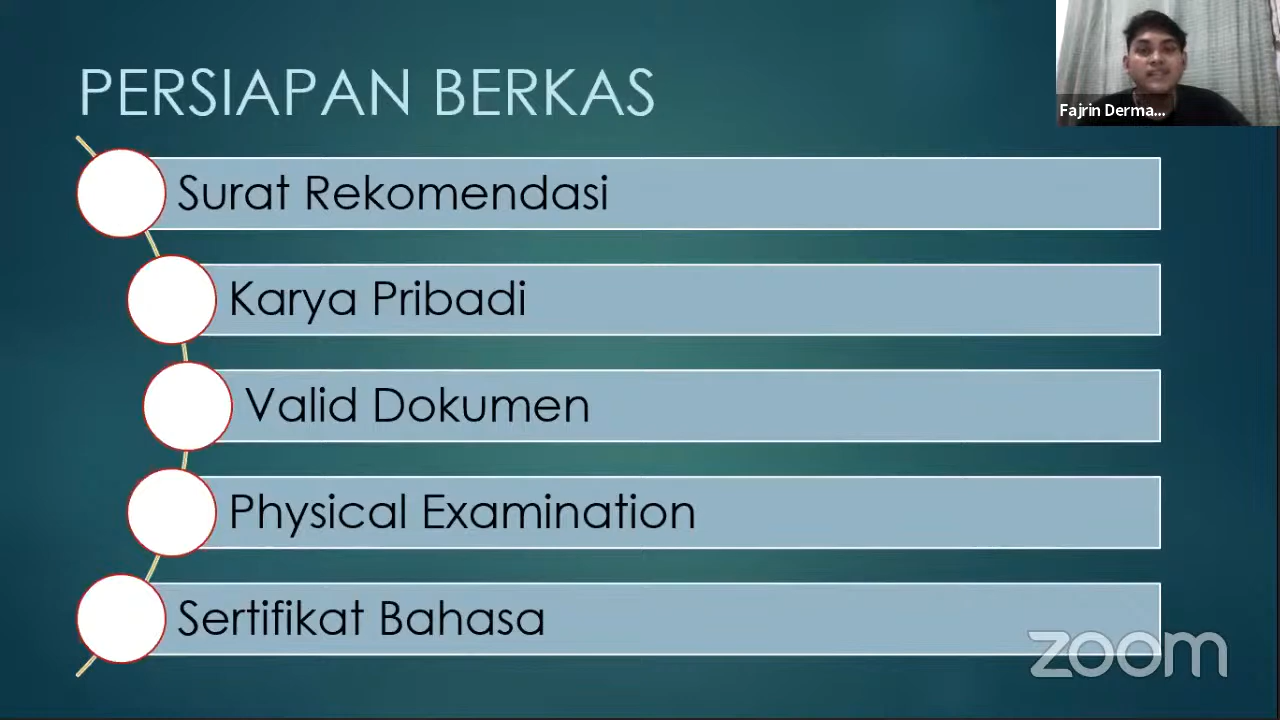 PERSIAPAN BERKAS
Fajrin Derma...
Surat Rekomendasi
Karya Pribadi
Valid Dokumen
Physical Examination
Sertifikat Bahasa
zoom